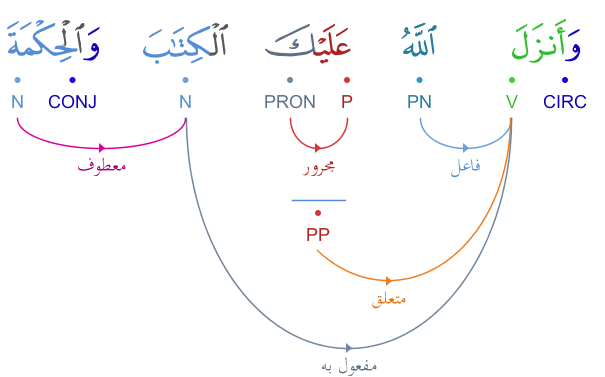 وَأَنزَلَ ٱللَّهُ عَلَيْكَ ٱلْكِتَٰبَ وَٱلْحِكْمَةَ
CIRC V PN P PRON N CONJ N
فاعل مجرور معطوف
PP
متعلق
مفعول به